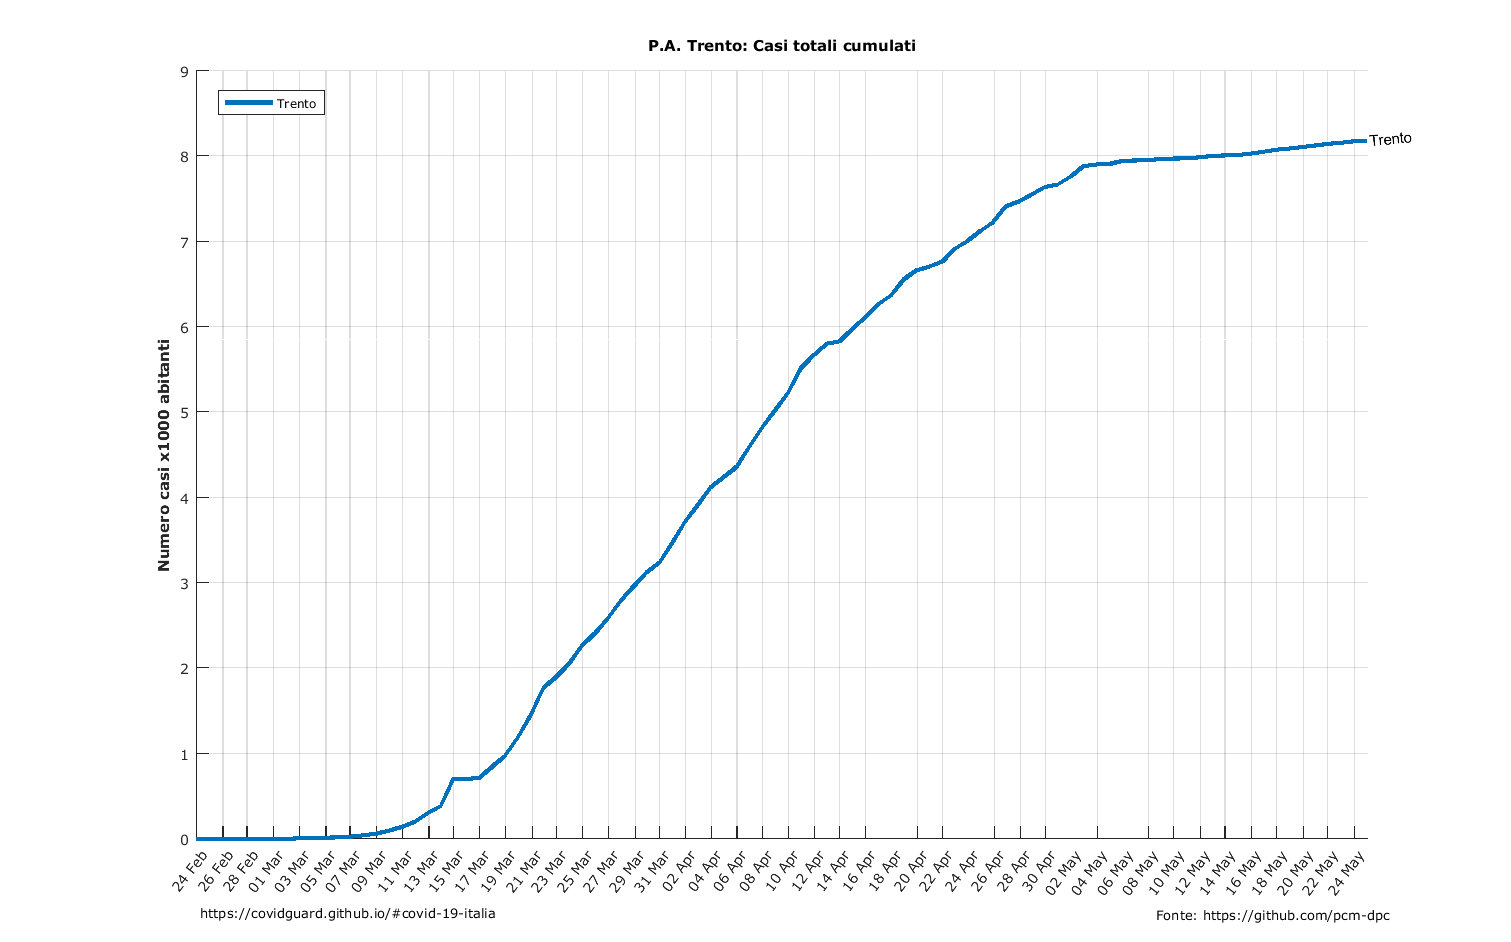 P.A. Trento: Casi totali cumulati
9
8
7
6
5
4
3
2
1
0
Numero casi x1000 abitanti
Trento
Trento
24 Feb
26 Feb
28 Feb
01 Mar
03 Mar
05 Mar
07 Mar
09 Mar
11 Mar
13 Mar
15 Mar
17 Mar
19 Mar
21 Mar
23 Mar
25 Mar
27 Mar
29 Mar
31 Mar
02 Apr
04 Apr
06 Apr
08 Apr
10 Apr
12 Apr
14 Apr
16 Apr
18 Apr
20 Apr
22 Apr
24 Apr
26 Apr
28 Apr
30 Apr
02 May
04 May
06 May
08 May
10 May
12 May
14 May
16 May
18 May
20 May
22 May
24 May
https://covidguard.github.io/#covid-19-italia
Fonte: https://github.com/pcm-dpc